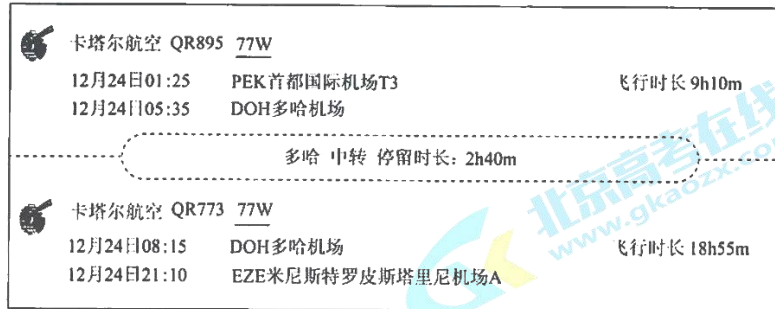 卡塔尔航空 QR895 77W
12月24日01:25 PEK首都国际机场T3 飞行时长 9h10m
12月24日05:35 DOH多哈机场
多哈 中转 停留时长: 2h40m
卡塔尔航空 QR773 77W
12月24日08:15 DOH多哈机场 飞行时长 18h55m
12月24日21:10 EZE米尼斯特罗皮斯塔里尼机场A
北京高考在线
www.gkaozx.com